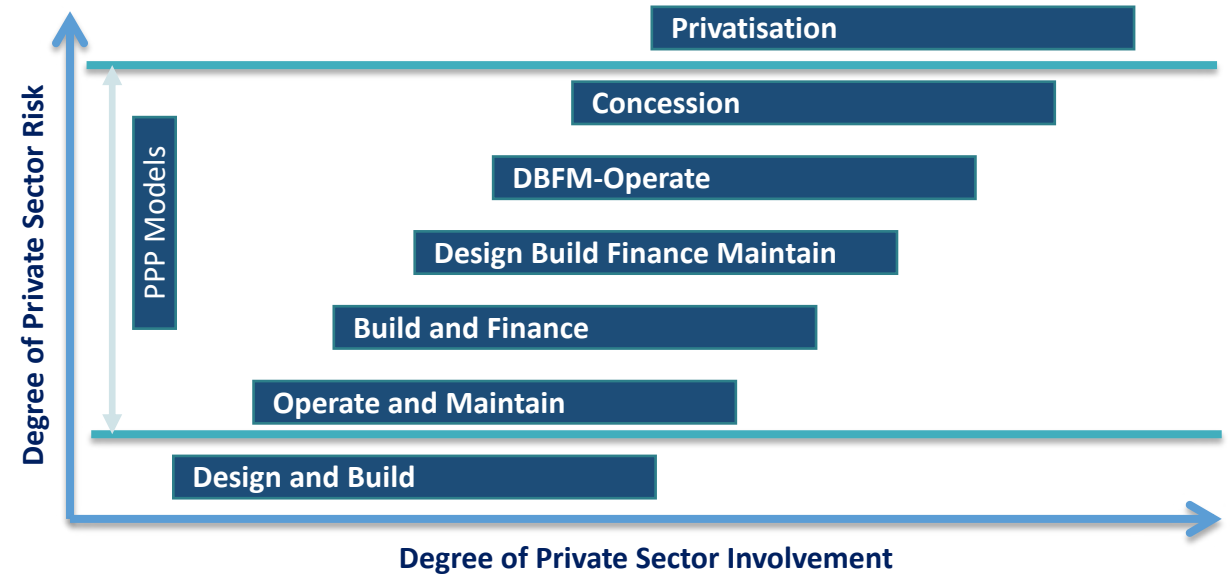 Privatisation
Concession
DBFM-Operate
Design Build Finance Maintain
Build and Finance
Operate and Maintain
Design and Build
PPP Models
Degree of Private Sector Risk
Degree of Private Sector Involvement